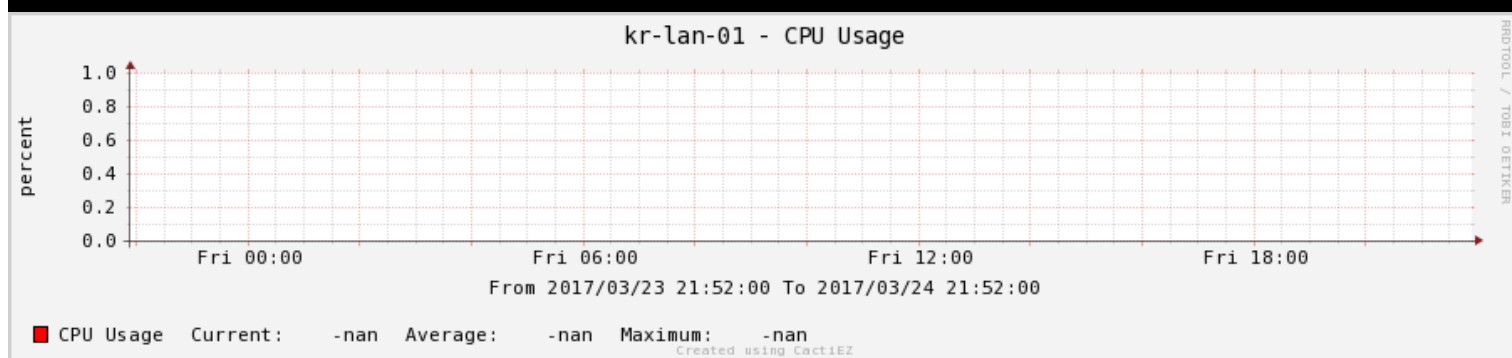 kr-lan-01 - CPU Usage
RRDTOOL / TOBI OETIKER
percent
1.0
0.8
0.6
0.4
0.2
0.0
Fri 00:00 Fri 06:00 Fri 12:00 Fri 18:00
From 2017/03/23 21:52:00 To 2017/03/24 21:52:00
CPU Usage Current: -nan Average: -nan Maximum: -nan
Created using CactiEZ